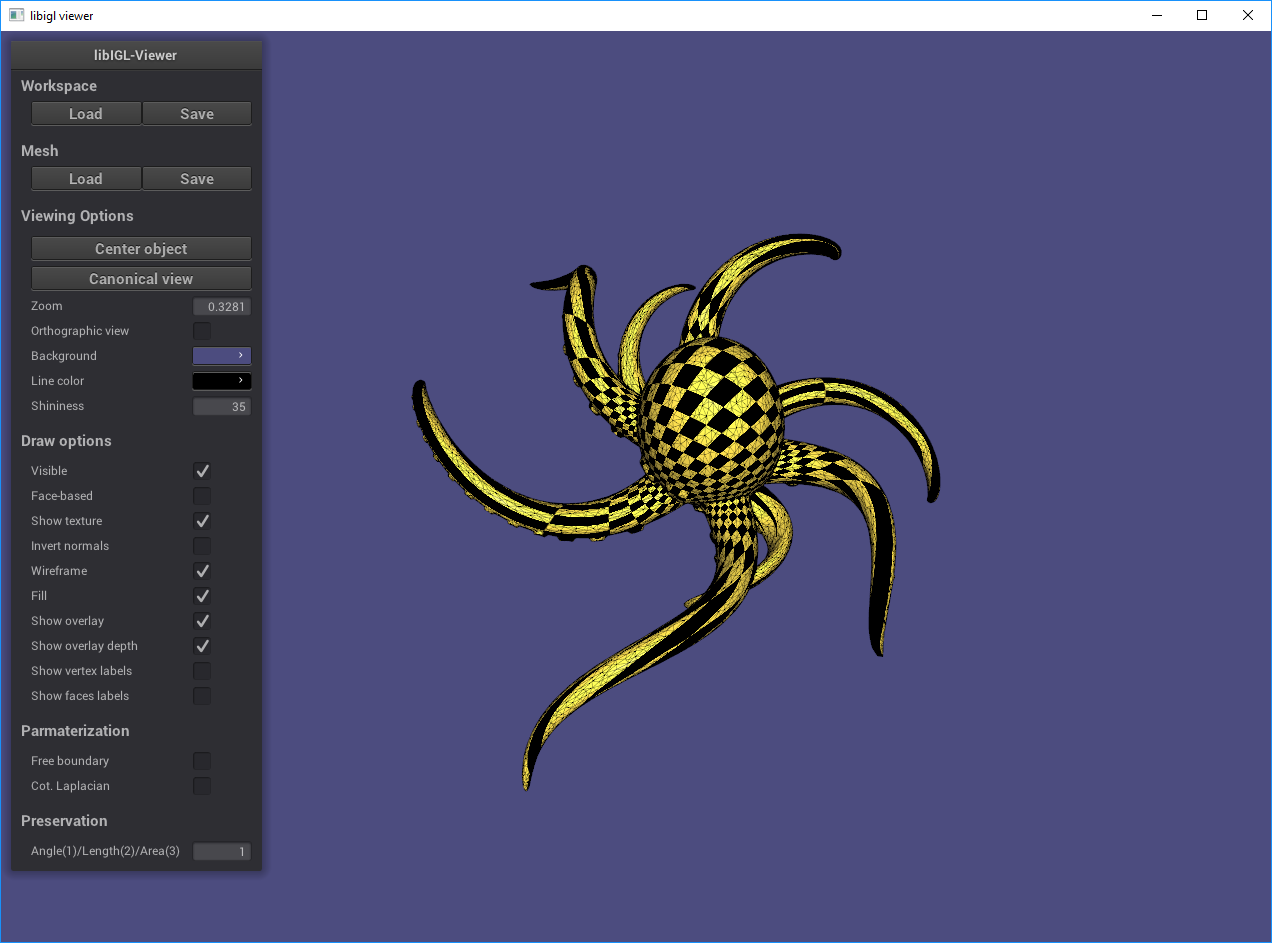 libigl viewer
libIGL-Viewer
Workspace
Load Save
Mesh
Load Save
Viewing Options
Center object
Canonical view
Zoom 0.3281
Orthographic view
Background
Line color
Shininess 35
Draw options
Visible
Face-based
Show texture
Invert normals
Wireframe
Fill
Show overlay
Show overlay depth
Show vertex labels
Show faces labels
Parmaterization
Free boundary
Cot. Laplacian
Preservation
Angle(1)/Length(2)/Area(3) 1